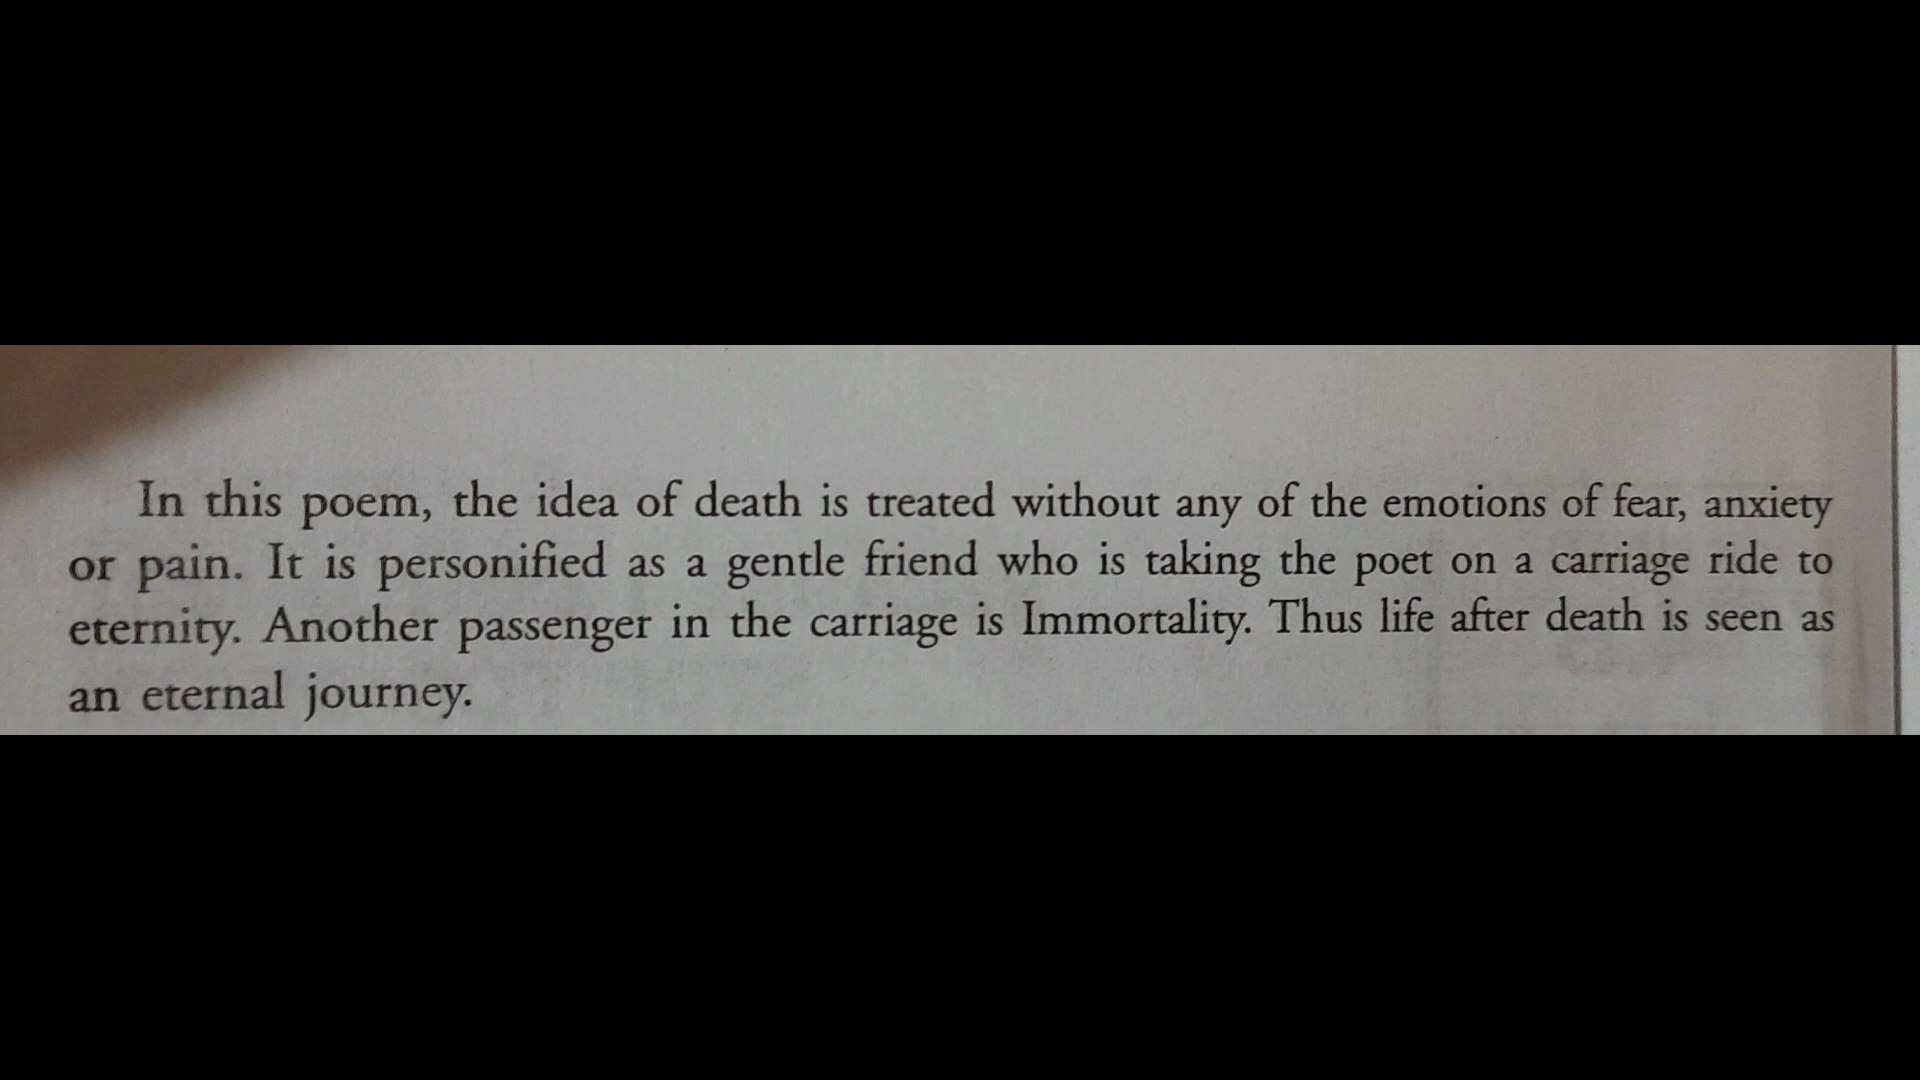 In this poem, the idea of death is treated without any of the emotions of fear, anxiety
or pain. It is personified as a gentle friend who is taking the poet on a carriage ride to
eternity. Another passenger in the carriage is Immortality. Thus life after death is seen as
an eternal journey.